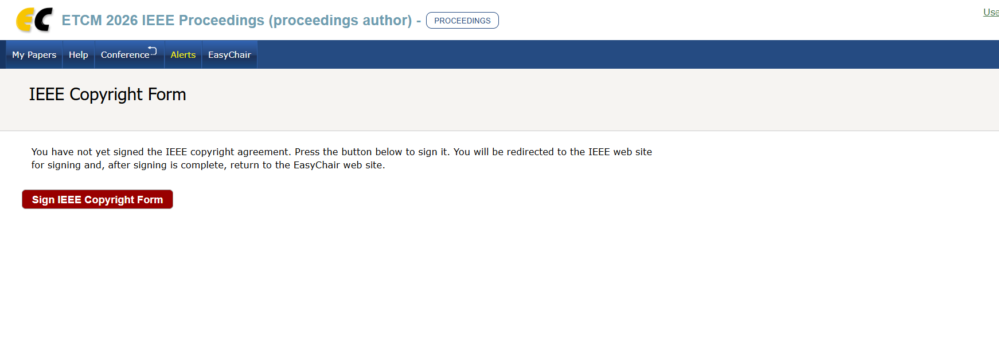 EC
ETCM 2026 IEEE Proceedings (proceedings author) - PROCEEDINGS
Use
My Papers Help Conference Alerts EasyChair
IEEE Copyright Form
You have not yet signed the IEEE copyright agreement. Press the button below to sign it. You will be redirected to the IEEE web site
for signing and, after signing is complete, return to the EasyChair web site.
Sign IEEE Copyright Form